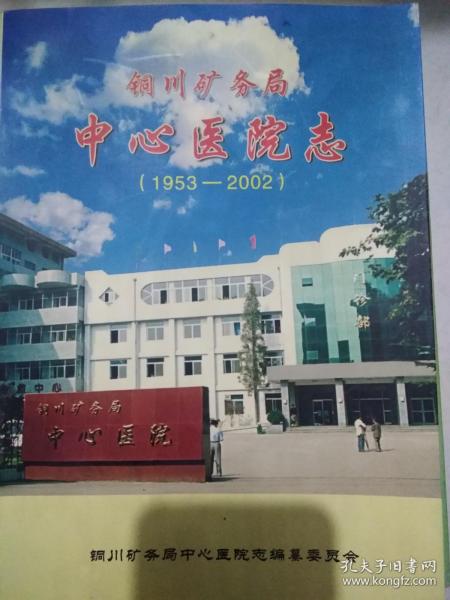 铜川矿务局
中心医院志
（1953—2002）
门诊部
中心
铜川矿务局
中心医院
铜川矿务局中心医院志编纂委员会
孔夫子旧书网
www.kongfz.com